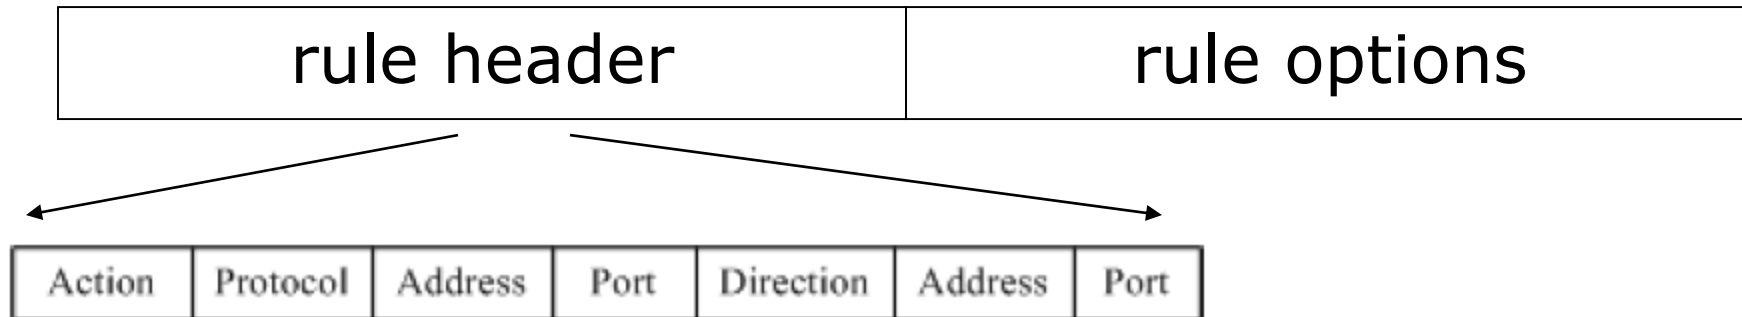 rule header rule options
Action Protocol Address Port Direction Address Port